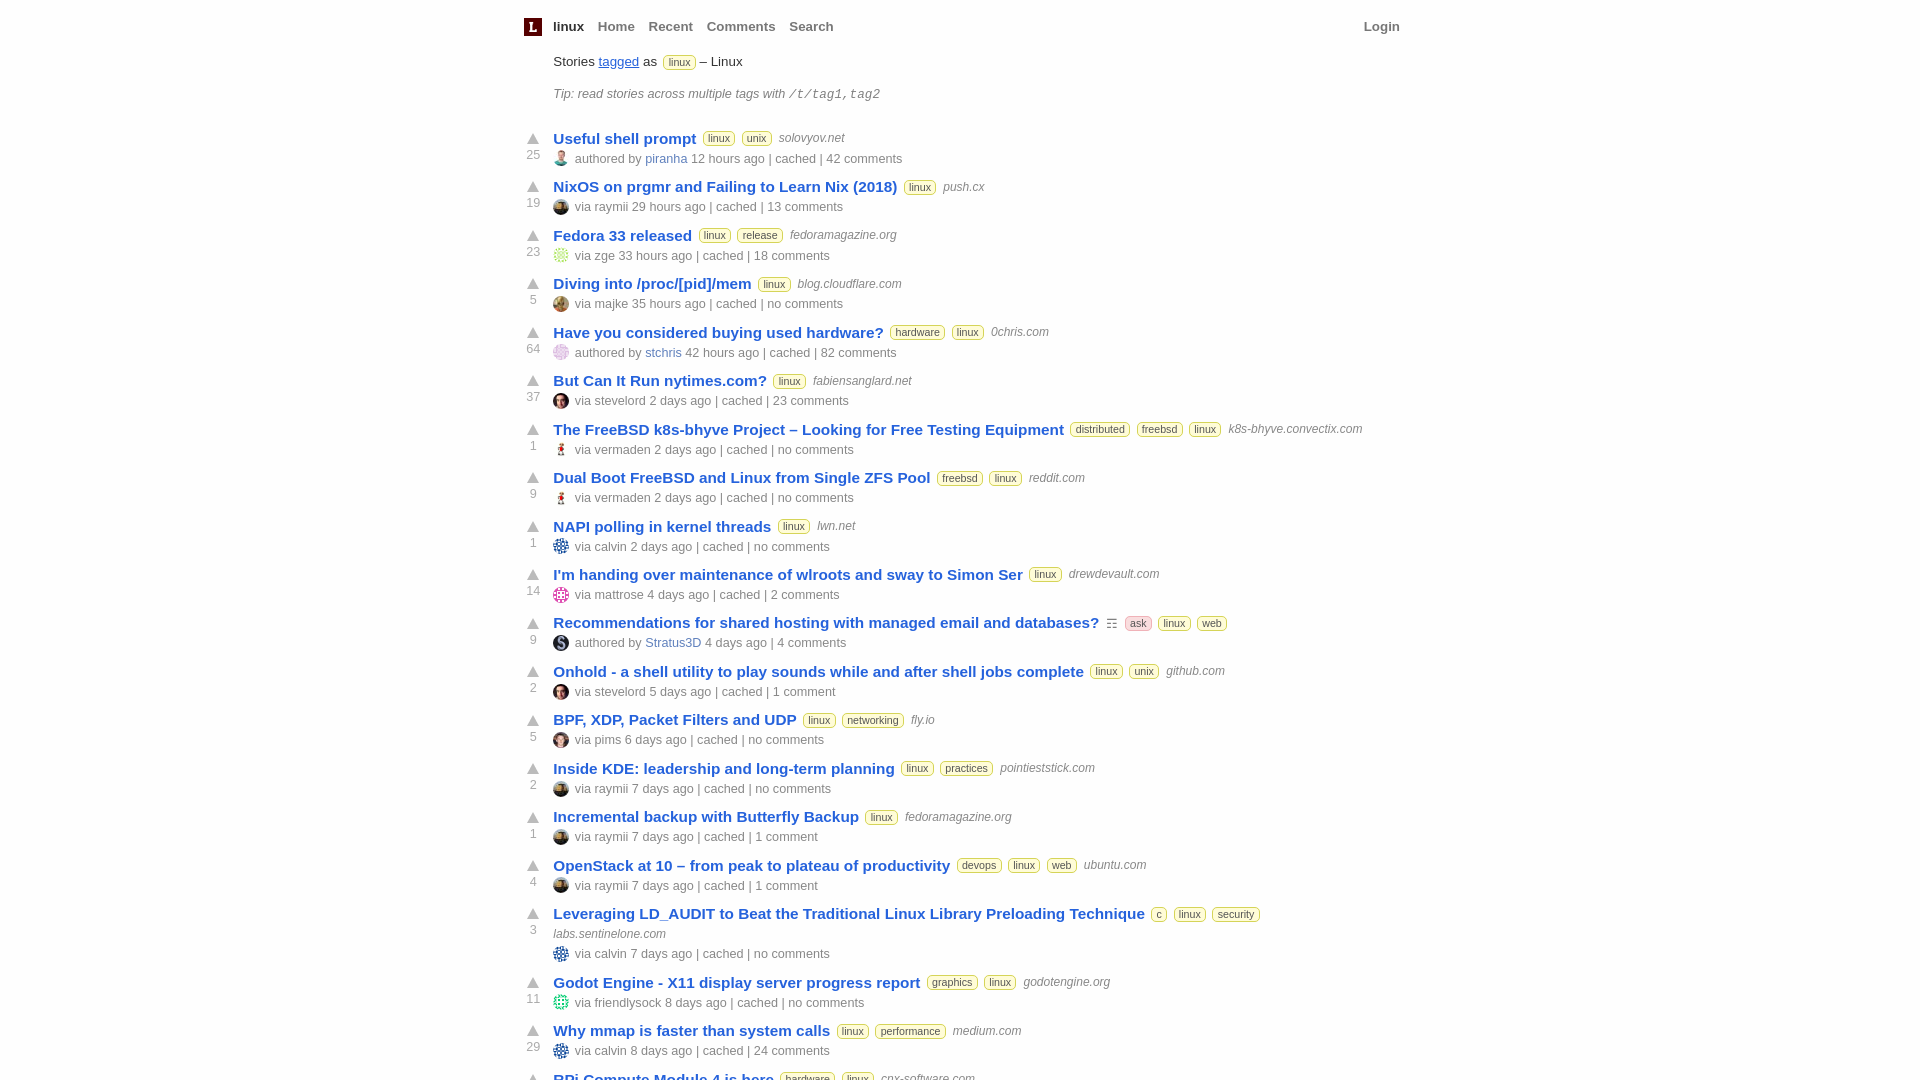 L linux Home Recent Comments Search Login
Stories tagged as linux – Linux
Tip: read stories across multiple tags with /t/tag1,tag2
Useful shell prompt linux unix solovyov.net
25 authored by piranha 12 hours ago | cached | 42 comments
NixOS on prgmr and Failing to Learn Nix (2018) linux push.cx
19 via raymii 29 hours ago | cached | 13 comments
Fedora 33 released linux release fedoramagazine.org
23 via zge 33 hours ago | cached | 18 comments
Diving into /proc/[pid]/mem linux blog.cloudflare.com
5 via majke 35 hours ago | cached | no comments
Have you considered buying used hardware? hardware linux 0chris.com
64 authored by stchris 42 hours ago | cached | 82 comments
But Can It Run nytimes.com? linux fabiensanglard.net
37 via stevelord 2 days ago | cached | 23 comments
The FreeBSD k8s-bhyve Project – Looking for Free Testing Equipment distributed freebsd linux k8s-bhyve.convectix.com
1 via vermaden 2 days ago | cached | no comments
Dual Boot FreeBSD and Linux from Single ZFS Pool freebsd linux reddit.com
9 via vermaden 2 days ago | cached | no comments
NAPI polling in kernel threads linux lwn.net
1 via calvin 2 days ago | cached | no comments
I'm handing over maintenance of wlroots and sway to Simon Ser linux drewdevault.com
14 via mattrose 4 days ago | cached | 2 comments
Recommendations for shared hosting with managed email and databases? ☶ ask linux web
9 authored by Stratus3D 4 days ago | 4 comments
Onhold - a shell utility to play sounds while and after shell jobs complete linux unix github.com
2 via stevelord 5 days ago | cached | 1 comment
BPF, XDP, Packet Filters and UDP linux networking fly.io
5 via pims 6 days ago | cached | no comments
Inside KDE: leadership and long-term planning linux practices pointieststick.com
2 via raymii 7 days ago | cached | no comments
Incremental backup with Butterfly Backup linux fedoramagazine.org
1 via raymii 7 days ago | cached | 1 comment
OpenStack at 10 – from peak to plateau of productivity devops linux web ubuntu.com
4 via raymii 7 days ago | cached | 1 comment
Leveraging LD_AUDIT to Beat the Traditional Linux Library Preloading Technique c linux security
3 labs.sentinelone.com
via calvin 7 days ago | cached | no comments
Godot Engine - X11 display server progress report graphics linux godotengine.org
11 via friendlysock 8 days ago | cached | no comments
Why mmap is faster than system calls linux performance medium.com
29 via calvin 8 days ago | cached | 24 comments
RPi Compute Module 4 is here hardware linux cnx-software.com